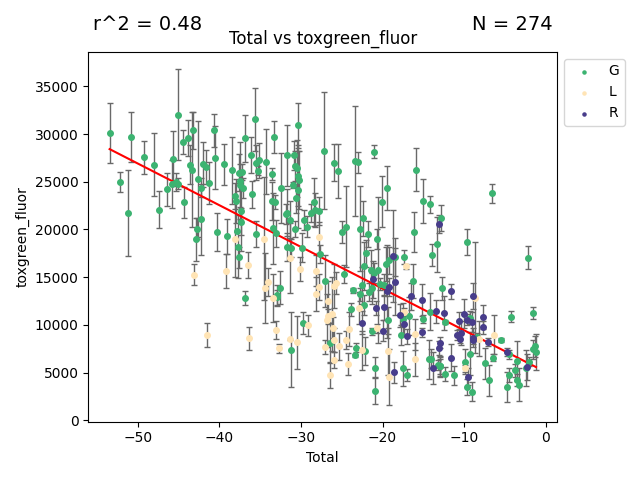 r^2 = 0.48
N = 274
Total vs toxgreen_fluor
G
L
R
35000
30000
25000
20000
15000
10000
5000
0
toxgreen_fluor
−50
−40
−30
−20
−10
0
Total